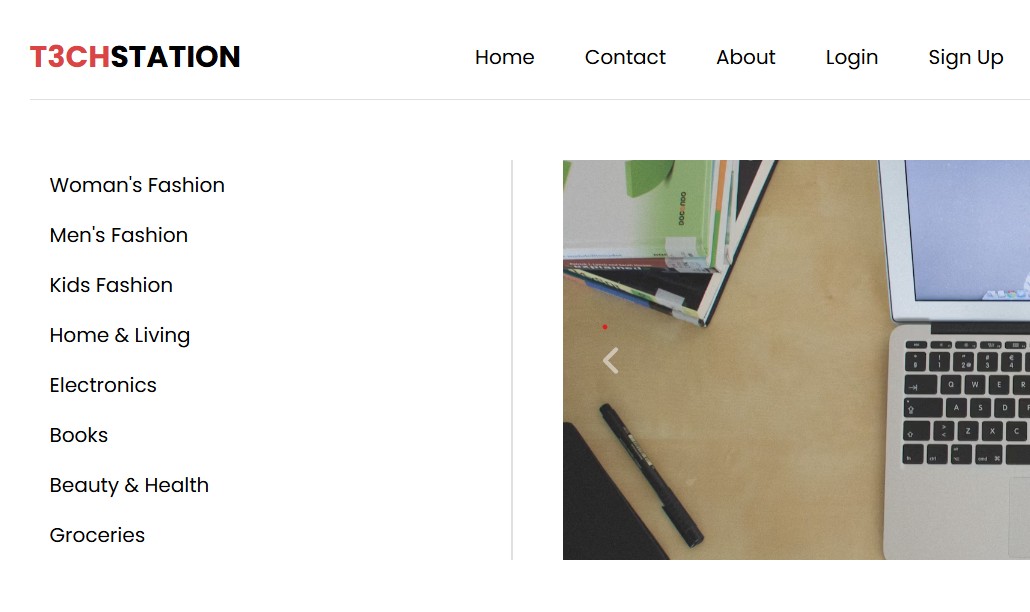 T3CHSTATION
Home Contact About Login Sign Up
Woman's Fashion
Men's Fashion
Kids Fashion
Home & Living
Electronics
Books
Beauty & Health
Groceries